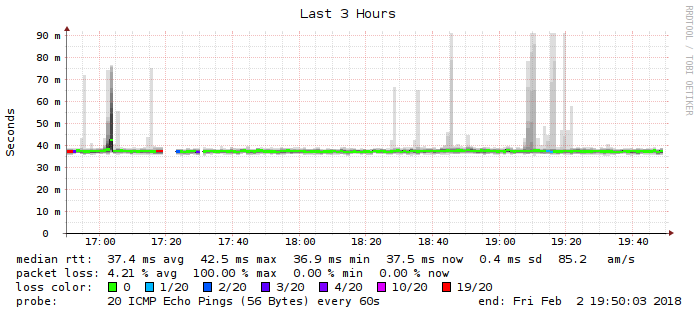 Last 3 Hours
RRDTOOL / TOBI OETIKER
Seconds
90 m
80 m
70 m
60 m
50 m
40 m
30 m
20 m
10 m
0
17:00 17:20 17:40 18:00 18:20 18:40 19:00 19:20 19:40
median rtt: 37.4 ms avg 42.5 ms max 36.9 ms min 37.5 ms now 0.4 ms sd 85.2 am/s
packet loss: 4.21 % avg 100.00 % max 0.00 % min 0.00 % now
loss color: 0 1/20 2/20 3/20 4/20 10/20 19/20
probe: 20 ICMP Echo Pings (56 Bytes) every 60s end: Fri Feb 2 19:50:03 2018